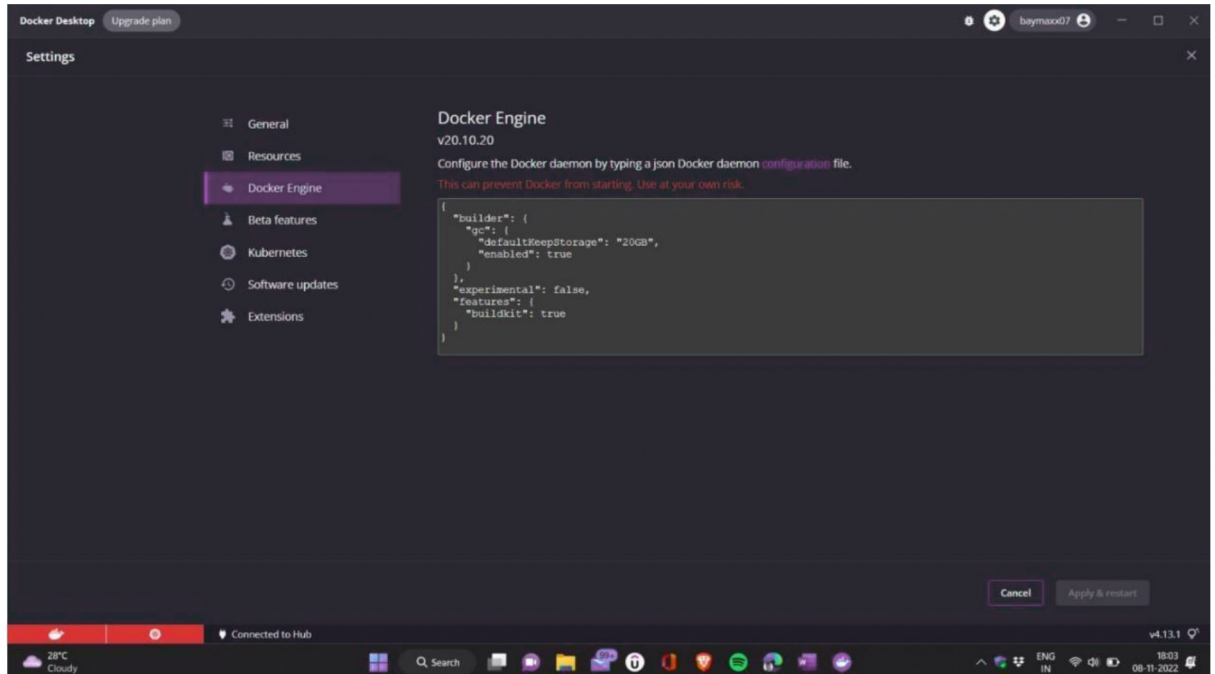 Docker Desktop Upgrade plan baymaxx07
Settings
General
Resources
Docker Engine
Beta features
Kubernetes
Software updates
Extensions
Docker Engine
v20.10.20
Configure the Docker daemon by typing a json Docker daemon configuration file.
This can prevent Docker from starting. Use at your own risk.
{
  "builder": {
    "gc": {
      "defaultKeepStorage": "20GB",
      "enabled": true
    }
  },
  "experimental": false,
  "features": {
    "buildkit": true
  }
}
Cancel Apply & restart
Connected to Hub v4.13.1
28°C
Cloudy
Search
99+
ENG
IN
18:03
08-11-2022